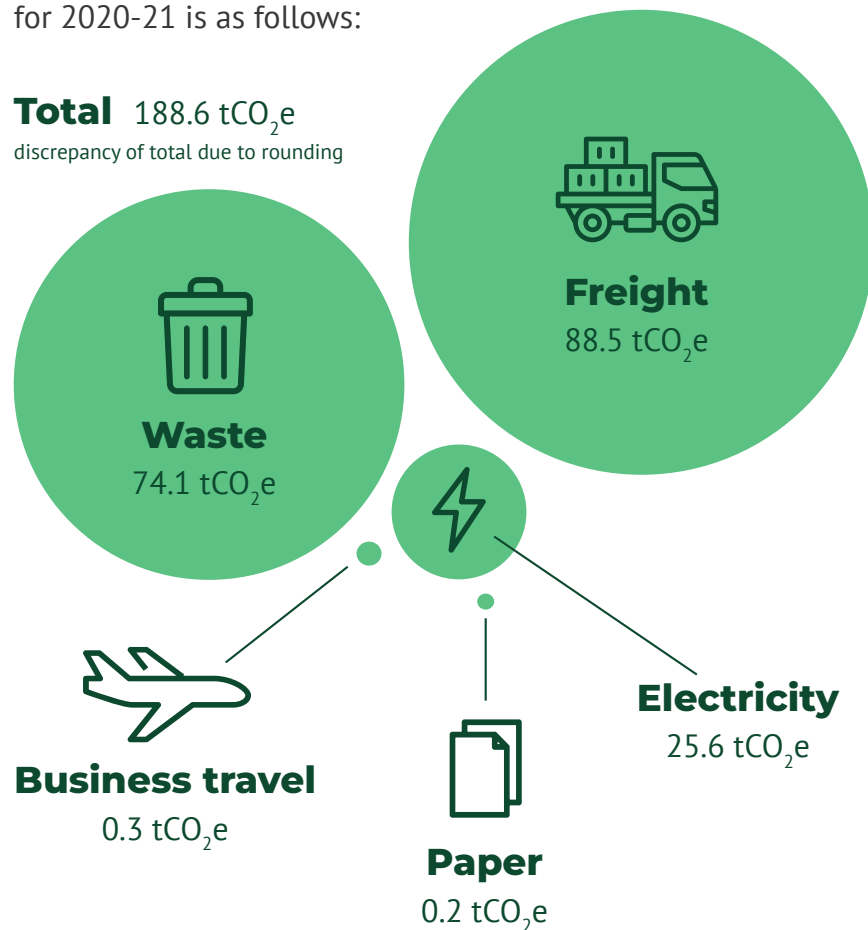 for 2020-21 is as follows:
Total 188.6 tCO₂e
discrepancy of total due to rounding
Freight
88.5 tCO₂e
Waste
74.1 tCO₂e
Electricity
25.6 tCO₂e
Business travel
0.3 tCO₂e
Paper
0.2 tCO₂e